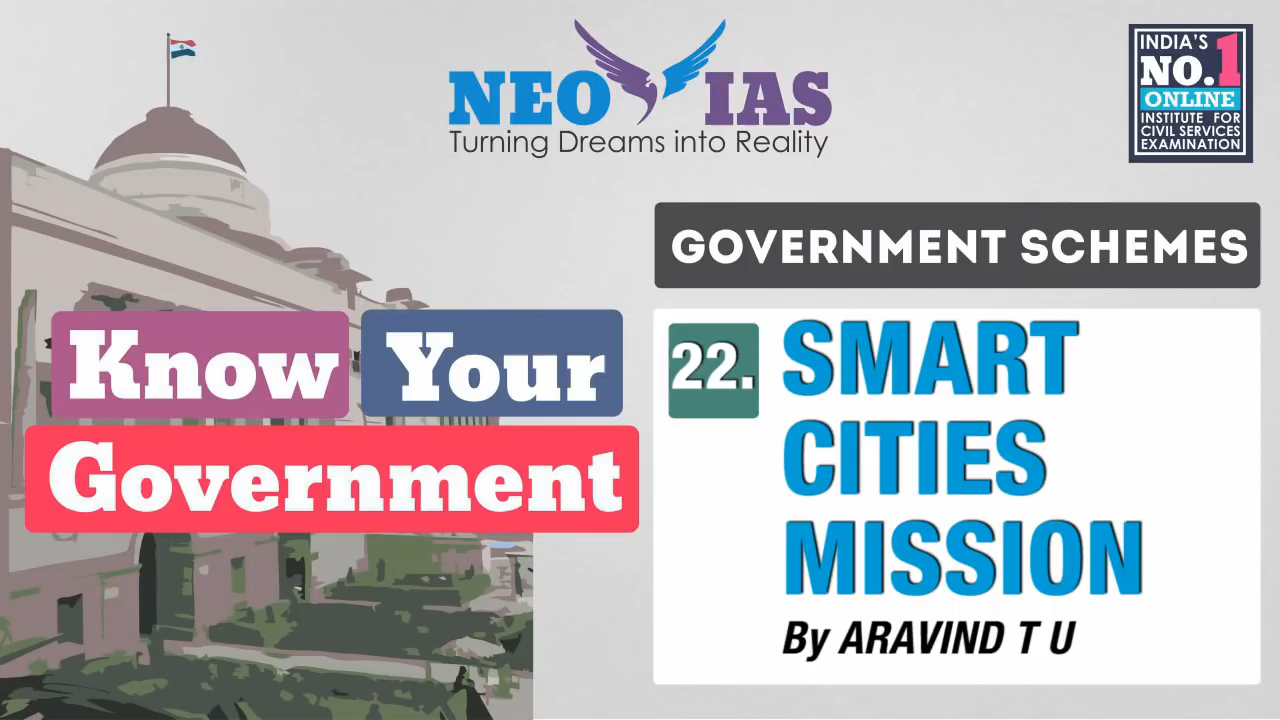 NEO IAS
Turning Dreams into Reality
INDIA'S
NO.1
ONLINE
INSTITUTE FOR
CIVIL SERVICES
EXAMINATION
GOVERNMENT SCHEMES
Know Your
Government
22. SMART
CITIES
MISSION
By ARAVIND T U